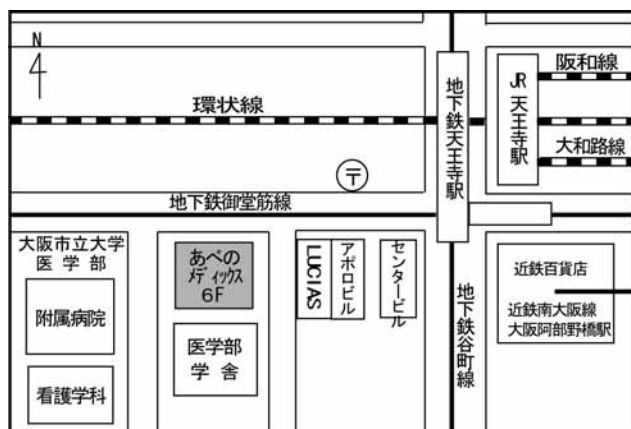 N
環状線
地下鉄天王寺駅
JR
天王寺駅
阪和線
大和路線
〒
地下鉄御堂筋線
大阪市立大学
医学部
附属病院
看護学科
あべの
メディックス
6F
医学部
学舎
LUCIAS
アポロビル
センタービル
地下鉄谷町線
近鉄百貨店
近鉄南大阪線
大阪阿部野橋駅